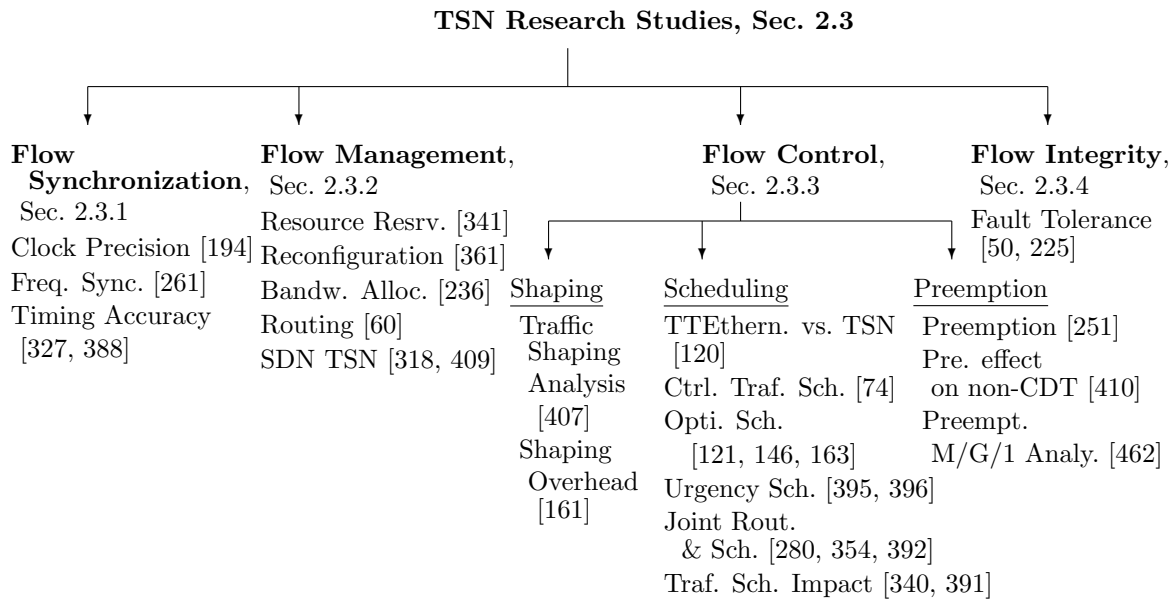 TSN Research Studies, Sec. 2.3
Flow
Synchronization,
Sec. 2.3.1
Clock Precision [194]
Freq. Sync. [261]
Timing Accuracy
[327, 388]
Flow Management,
Sec. 2.3.2
Resource Resrv. [341]
Reconfiguration [361]
Bandw. Alloc. [236]
Routing [60]
SDN TSN [318, 409]
Flow Control,
Sec. 2.3.3
Shaping
Traffic
Shaping
Analysis
[407]
Shaping
Overhead
[161]
Scheduling
TTEthern. vs. TSN
[120]
Ctrl. Traf. Sch. [74]
Opti. Sch.
[121, 146, 163]
Urgency Sch. [395, 396]
Joint Rout.
& Sch. [280, 354, 392]
Traf. Sch. Impact [340, 391]
Preemption
Preemption [251]
Pre. effect
on non-CDT [410]
Preempt.
M/G/1 Analy. [462]
Flow Integrity,
Sec. 2.3.4
Fault Tolerance
[50, 225]